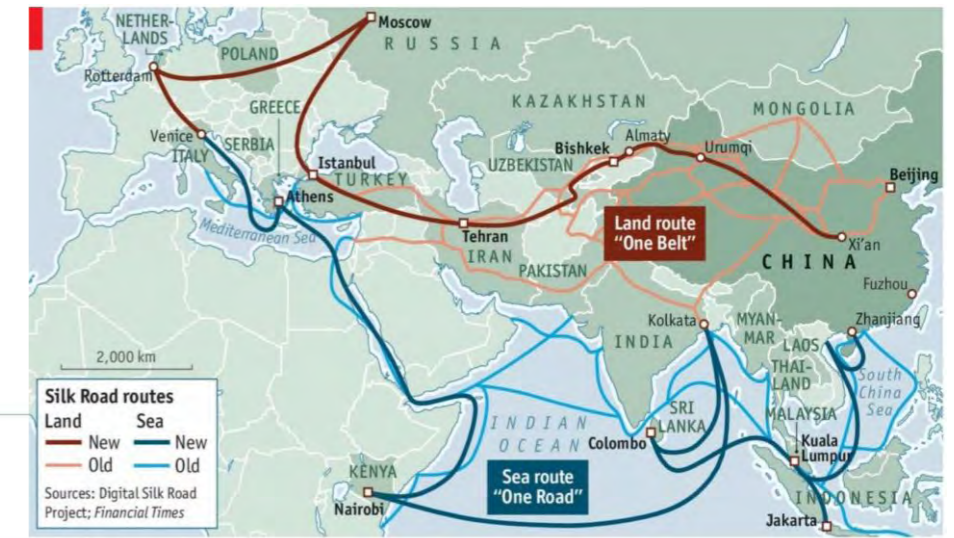 NETHER-
LANDS
Moscow
RUSSIA
POLAND
Rotterdam
KAZAKHSTAN
MONGOLIA
GREECE
Venice
ITALY
SERBIA
Bishkek
Almaty
Urumqi
UZBEKISTAN
Istanbul
TURKEY
Beijing
Athens
Mediterranean Sea
Tehran
IRAN
Land route
"One Belt"
Xi'an
CHINA
PAKISTAN
Fuzhou
Kolkata
MYAN-
MAR
Zhanjiang
INDIA
LAOS
2,000 km
THAI-
LAND
South
China
Sea
Silk Road routes
Land
Sea
New
New
Old
Old
Sources: Digital Silk Road
Project; Financial Times
INDIAN
OCEAN
SRI
LANKA
Colombo
MALAYSIA
Kuala
Lumpur
KENYA
Nairobi
Sea route
"One Road"
INDONESIA
Jakarta